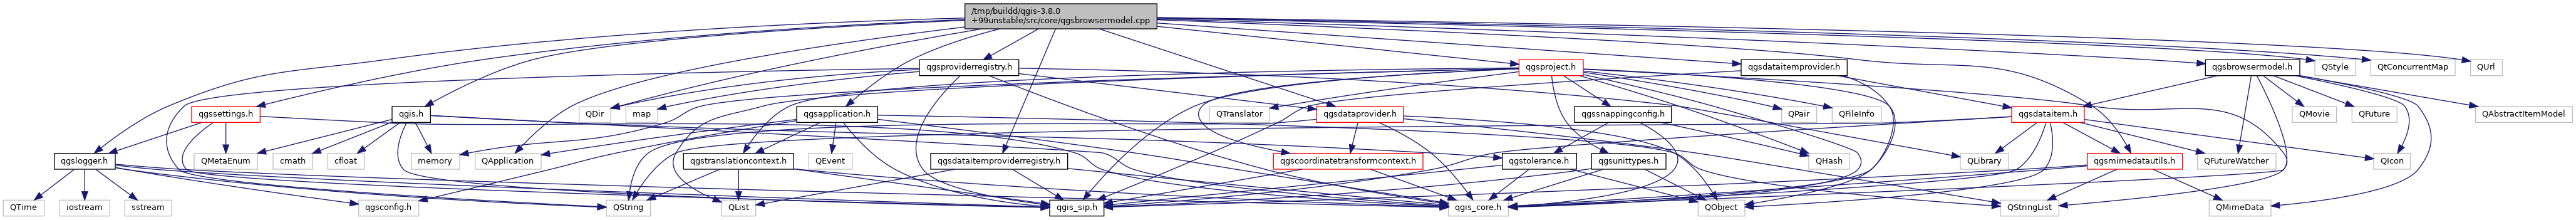 /tmp/buildd/qgis-3.8.0
+99unstable/src/core/qgsbrowsermodel.cpp
qgsproviderregistry.h
qgsproject.h
qgsdataitemprovider.h
qgsbrowsermodel.h
QStyle
QtConcurrentMap
QUrl
qgssettings.h
qgis.h
QDir
map
qgsapplication.h
QTranslator
qgsdataprovider.h
qgssnappingconfig.h
QPair
QFileInfo
qgsdataitem.h
QMovie
QFuture
QAbstractItemModel
qgslogger.h
QMetaEnum
cmath
cfloat
memory
QApplication
qgstranslationcontext.h
QEvent
qgsdataitemproviderregistry.h
qgscoordinatetransformcontext.h
qgstolerance.h
qgsunittypes.h
QHash
QLibrary
qgsmimedatautils.h
QFutureWatcher
QIcon
QTime
iostream
sstream
qgsconfig.h
QString
QList
qgis_sip.h
qgis_core.h
QObject
QStringList
QMimeData